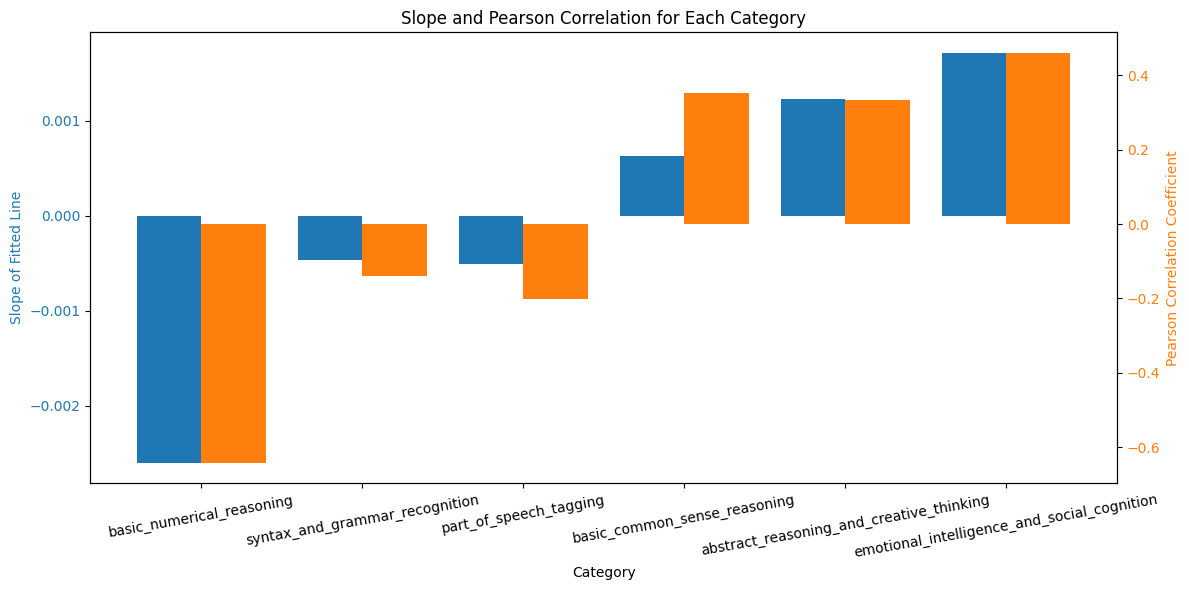 Slope and Pearson Correlation for Each Category
Slope of Fitted Line
0.001
0.000
−0.001
−0.002
0.4
0.2
0.0
−0.2
−0.4
−0.6
Pearson Correlation Coefficient
basic_numerical_reasoning
syntax_and_grammar_recognition
part_of_speech_tagging
basic_common_sense_reasoning
abstract_reasoning_and_creative_thinking
emotional_intelligence_and_social_cognition
Category